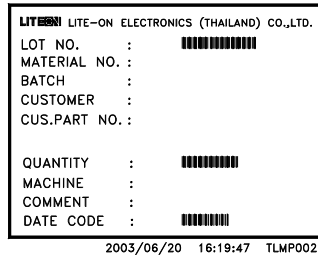 LITEON LITE-ON ELECTRONICS (THAILAND) CO.,LTD.
LOT NO. :
MATERIAL NO. :
BATCH :
CUSTOMER :
CUS.PART NO. :
QUANTITY :
MACHINE :
COMMENT :
DATE CODE :
2003/06/20 16:19:47 TLMP002